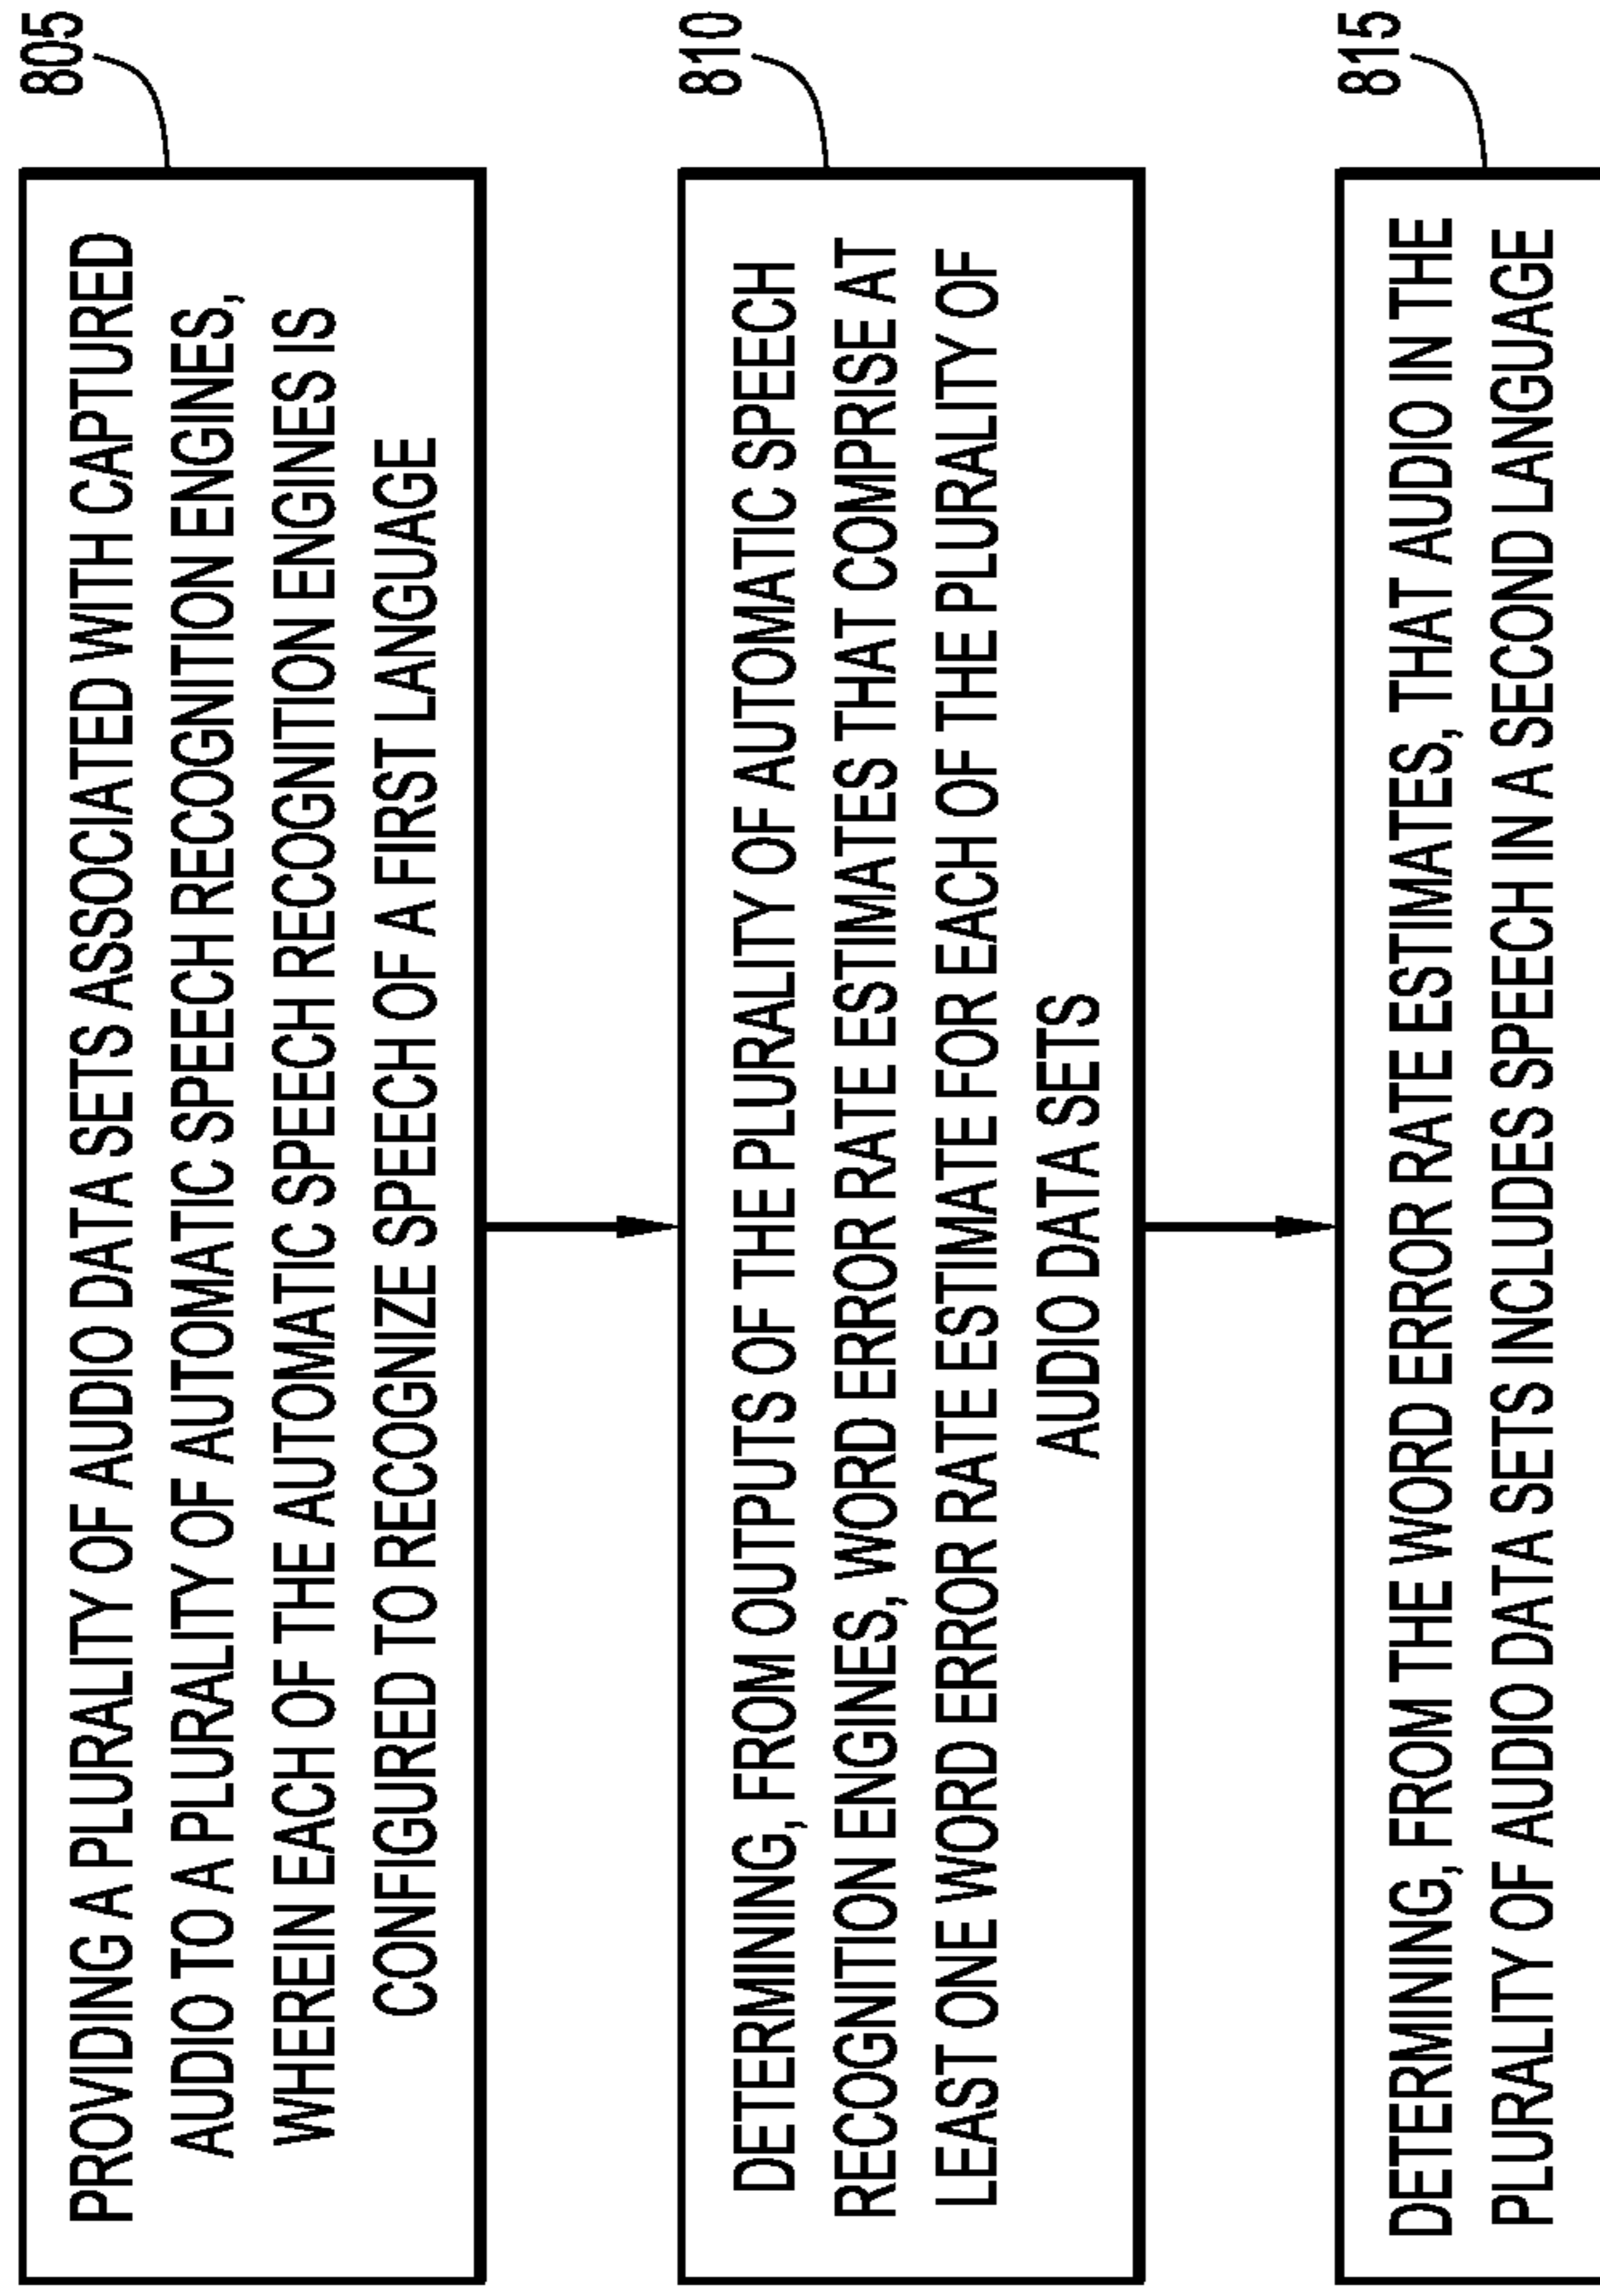 805
PROVIDING A PLURALITY OF AUDIO DATA SETS ASSOCIATED WITH CAPTURED
AUDIO TO A PLURALITY OF AUTOMATIC SPEECH RECOGNITION ENGINES,
WHEREIN EACH OF THE AUTOMATIC SPEECH RECOGNITION ENGINES IS
CONFIGURED TO RECOGNIZE SPEECH OF A FIRST LANGUAGE
810
DETERMINING, FROM OUTPUTS OF THE PLURALITY OF AUTOMATIC SPEECH
RECOGNITION ENGINES, WORD ERROR RATE ESTIMATES THAT COMPRISE AT
LEAST ONE WORD ERROR RATE ESTIMATE FOR EACH OF THE PLURALITY OF
AUDIO DATA SETS
815
DETERMINING, FROM THE WORD ERROR RATE ESTIMATES, THAT AUDIO IN THE
PLURALITY OF AUDIO DATA SETS INCLUDES SPEECH IN A SECOND LANGUAGE